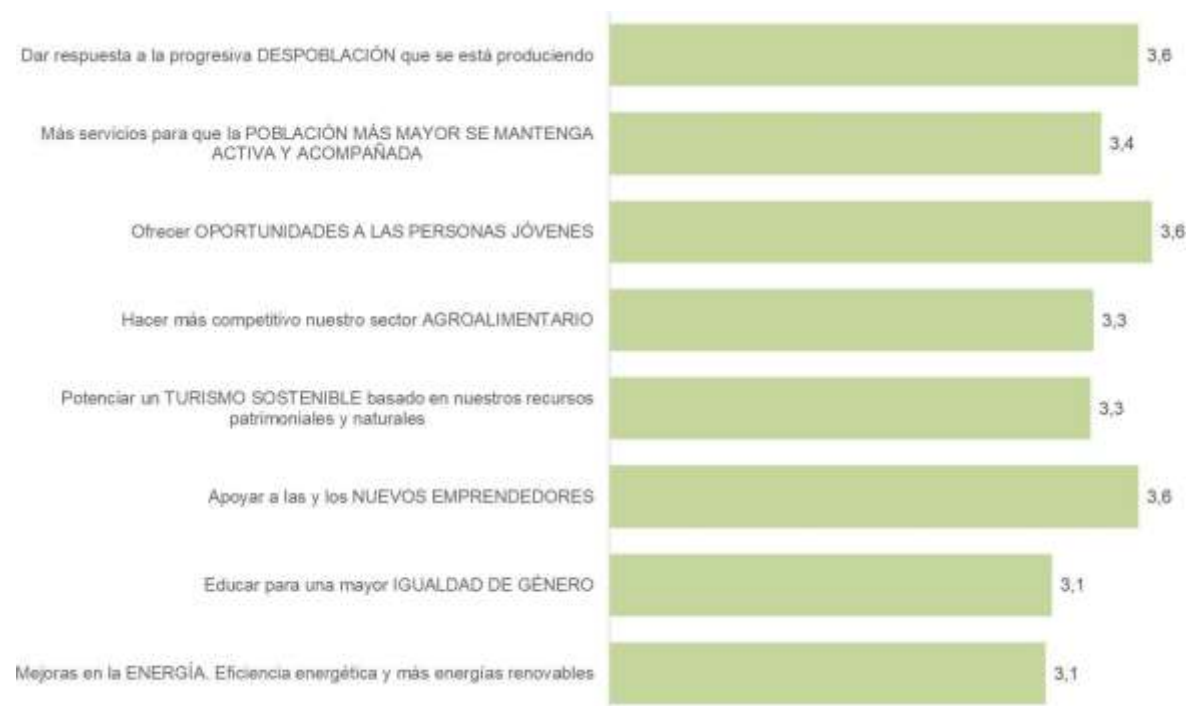 Dar respuesta a la progresiva DESPOBLACIÓN que se está produciendo
3,6
Más servicios para que la POBLACIÓN MÁS MAYOR SE MANTENGA
ACTIVA Y ACOMPAÑADA
3,4
Ofrecer OPORTUNIDADES A LAS PERSONAS JÓVENES
3,6
Hacer más competitivo nuestro sector AGROALIMENTARIO
3,3
Potenciar un TURISMO SOSTENIBLE basado en nuestros recursos
patrimoniales y naturales
3,3
Apoyar a las y los NUEVOS EMPRENDEDORES
3,6
Educar para una mayor IGUALDAD DE GÉNERO
3,1
Mejoras en la ENERGÍA. Eficiencia energética y más energías renovables
3,1